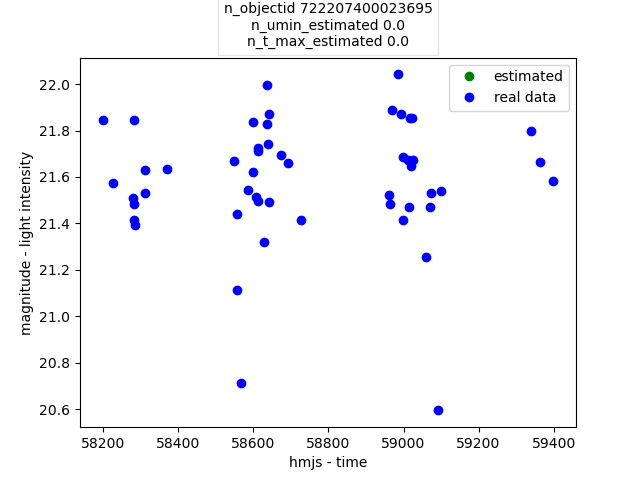 n_objectid 722207400023695
n_umin_estimated 0.0
n_t_max_estimated 0.0
estimated
real data
22.0
21.8
21.6
21.4
21.2
21.0
20.8
20.6
magnitude - light intensity
58200 58400 58600 58800 59000 59200 59400
hmjs - time